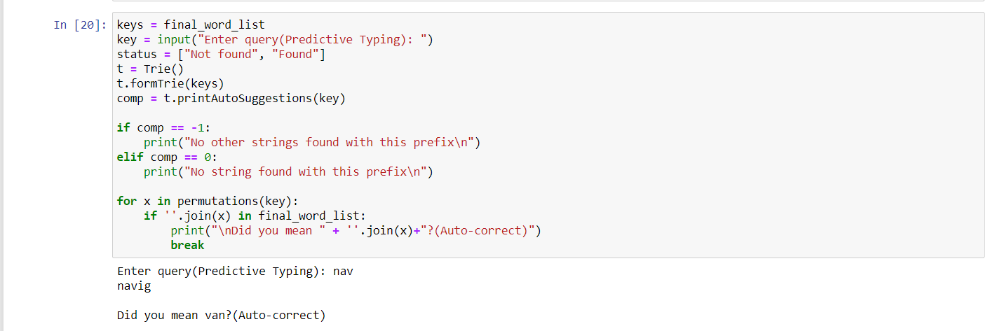 In [20]: keys = final_word_list
key = input("Enter query(Predictive Typing): ")
status = ["Not found", "Found"]
t = Trie()
t.formTrie(keys)
comp = t.printAutoSuggestions(key)
if comp == -1:
    print("No other strings found with this prefix\n")
elif comp == 0:
    print("No string found with this prefix\n")
for x in permutations(key):
    if ''.join(x) in final_word_list:
        print("\nDid you mean " + ''.join(x)+"?(Auto-correct)")
        break
Enter query(Predictive Typing): nav
navig
Did you mean van?(Auto-correct)